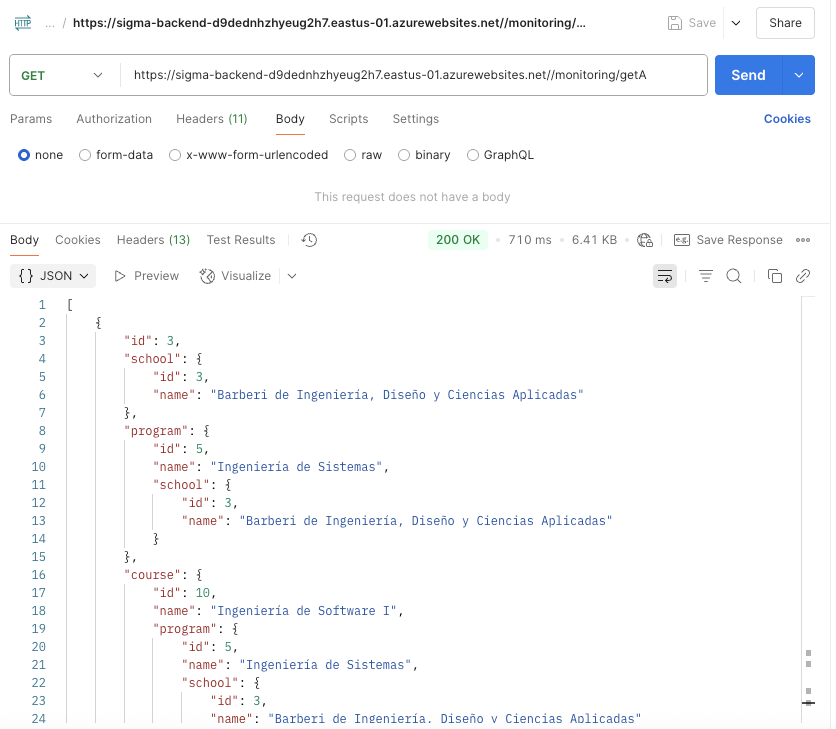 HTTP ... / https://sigma-backend-d9dednhzhyeug2h7.eastus-01.azurewebsites.net//monitoring/... Save Share
GET https://sigma-backend-d9dednhzhyeug2h7.eastus-01.azurewebsites.net//monitoring/getA Send
Params Authorization Headers (11) Body Scripts Settings Cookies
none form-data x-www-form-urlencoded raw binary GraphQL
This request does not have a body
Body Cookies Headers (13) Test Results 200 OK • 710 ms • 6.41 KB • e.g. Save Response •••
{} JSON Preview Visualize
1 [
2 {
3 "id": 3,
4 "school": {
5 "id": 3,
6 "name": "Barberi de Ingeniería, Diseño y Ciencias Aplicadas"
7 },
8 "program": {
9 "id": 5,
10 "name": "Ingeniería de Sistemas",
11 "school": {
12 "id": 3,
13 "name": "Barberi de Ingeniería, Diseño y Ciencias Aplicadas"
14 }
15 },
16 "course": {
17 "id": 10,
18 "name": "Ingeniería de Software I",
19 "program": {
20 "id": 5,
21 "name": "Ingeniería de Sistemas",
22 "school": {
23 "id": 3,
24 "name": "Barberi de Ingeniería, Diseño y Ciencias Aplicadas"